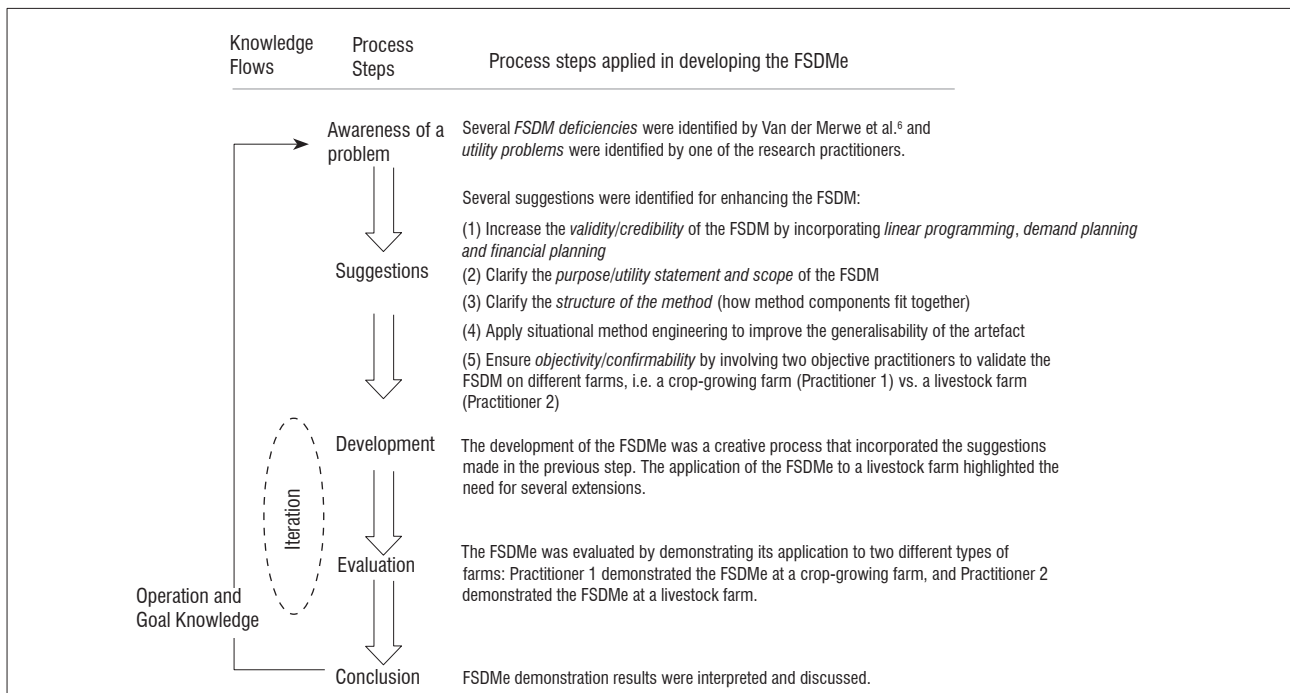 Knowledge Flows
Process Steps
Process steps applied in developing the FSDMe
Awareness of a problem
Several FSDM deficiencies were identified by Van der Merwe et al.⁶ and
utility problems were identified by one of the research practitioners.
Several suggestions were identified for enhancing the FSDM:
(1) Increase the validity/credibility of the FSDM by incorporating linear programming, demand planning
and financial planning
Suggestions
(2) Clarify the purpose/utility statement and scope of the FSDM
(3) Clarify the structure of the method (how method components fit together)
(4) Apply situational method engineering to improve the generalisability of the artefact
(5) Ensure objectivity/confirmability by involving two objective practitioners to validate the
FSDM on different farms, i.e. a crop-growing farm (Practitioner 1) vs. a livestock farm
(Practitioner 2)
Development
The development of the FSDMe was a creative process that incorporated the suggestions
made in the previous step. The application of the FSDMe to a livestock farm highlighted the
need for several extensions.
Iteration
Evaluation
The FSDMe was evaluated by demonstrating its application to two different types of
farms: Practitioner 1 demonstrated the FSDMe at a crop-growing farm, and Practitioner 2
demonstrated the FSDMe at a livestock farm.
Operation and
Goal Knowledge
Conclusion
FSDMe demonstration results were interpreted and discussed.